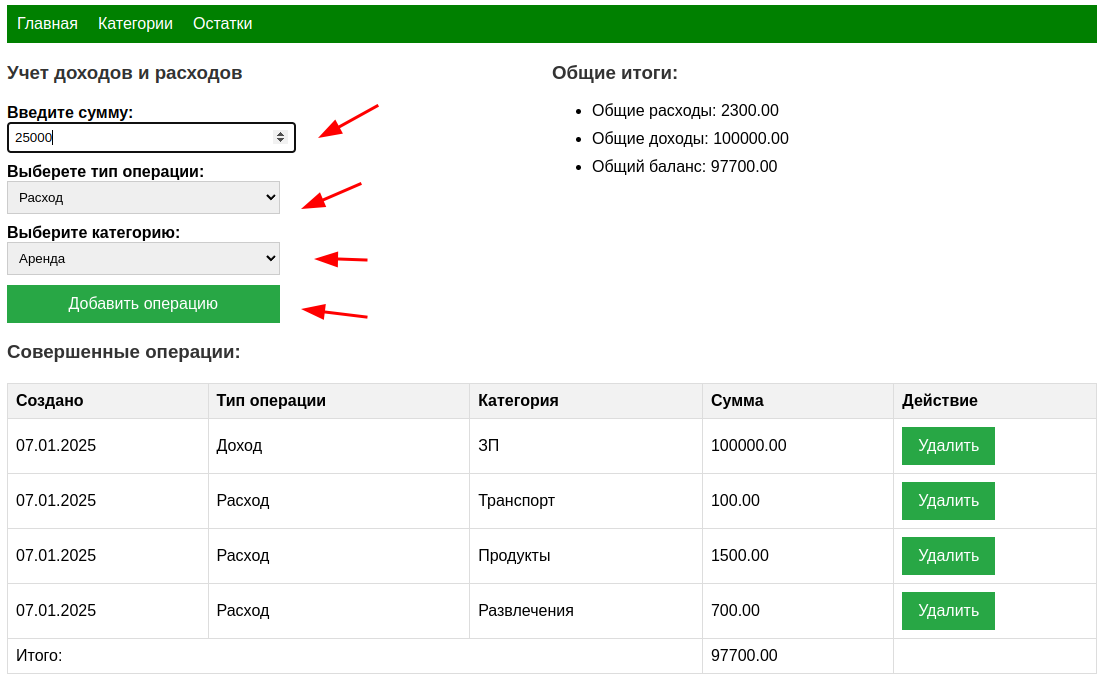 Главная Категории Остатки
Учет доходов и расходов
Введите сумму:
25000
Выберете тип операции:
Расход
Выберите категорию:
Аренда
Добавить операцию
Общие итоги:
Общие расходы: 2300.00
Общие доходы: 100000.00
Общий баланс: 97700.00
Совершенные операции:
Создано Тип операции Категория Сумма Действие
07.01.2025 Доход ЗП 100000.00 Удалить
07.01.2025 Расход Транспорт 100.00 Удалить
07.01.2025 Расход Продукты 1500.00 Удалить
07.01.2025 Расход Развлечения 700.00 Удалить
Итого: 97700.00